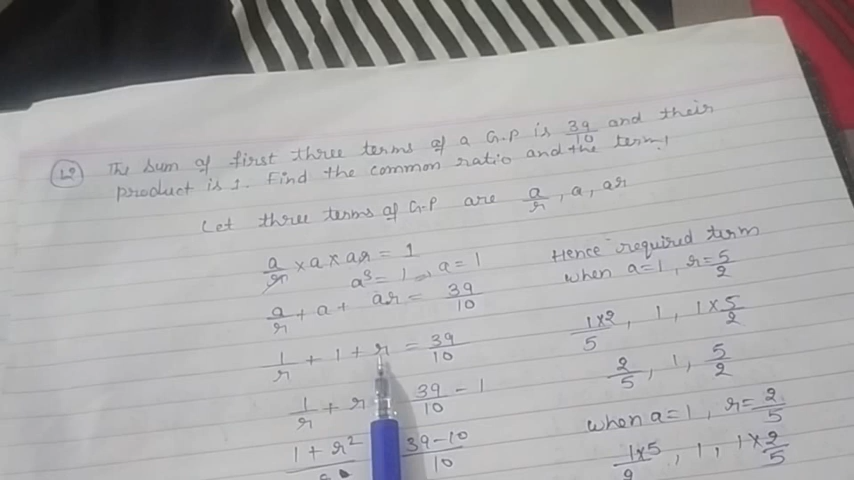 12 The sum of first three terms of a G.P is 39/10 and their
product is 1. Find the common ratio and the term!
Let three terms of G.P are a/r, a, ar
a/r × a × ar = 1
a³ = 1 ⇒ a = 1
a/r + a + ar = 39/10
1/r + 1 + r = 39/10
1/r + r 39/10 - 1
1 + r² 39-10/10
Hence required term
when a=1, r=5/2
1×2/5, 1, 1×5/2
2/5, 1, 5/2
when a=1, r=2/5
1×5/2, 1, 1×2/5